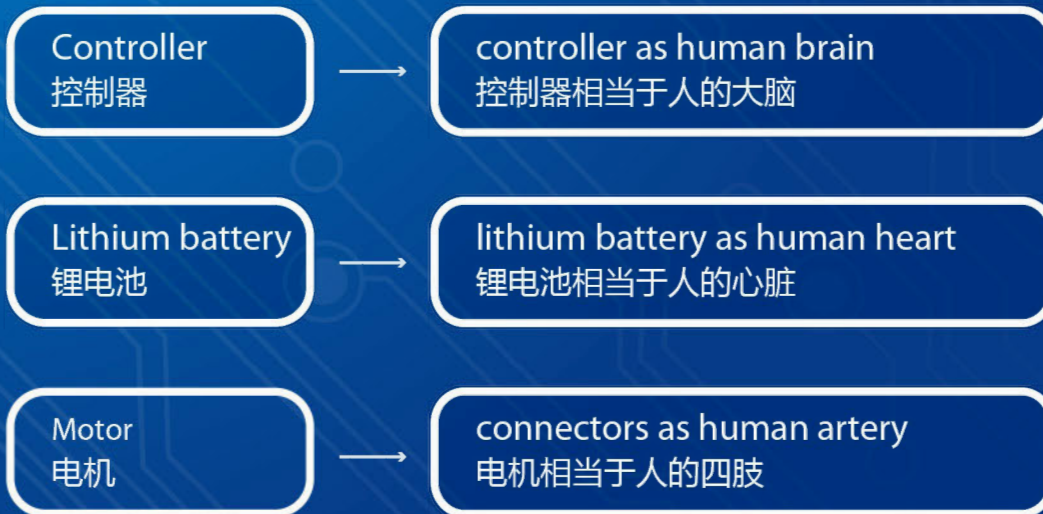 Controller
控制器
controller as human brain
控制器相当于人的大脑
Lithium battery
锂电池
lithium battery as human heart
锂电池相当于人的心脏
Motor
电机
connectors as human artery
电机相当于人的四肢